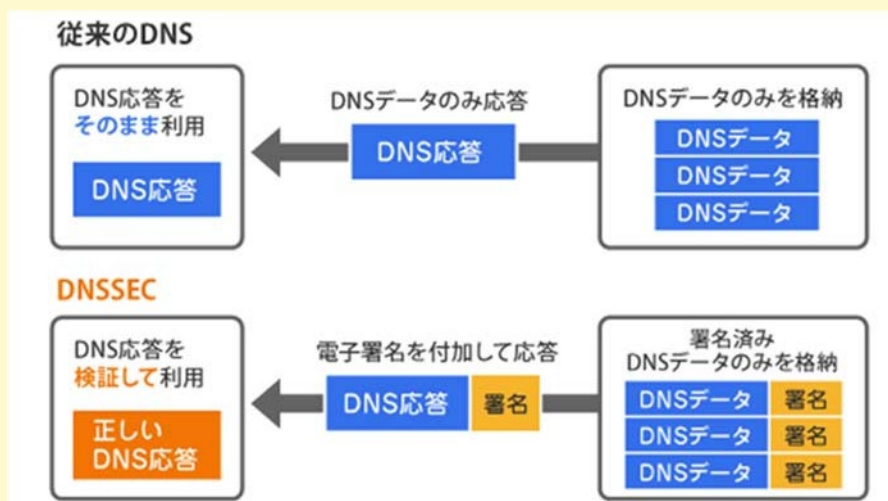 従来のDNS
DNS応答を
そのまま利用
DNS応答
DNSデータのみ応答
DNS応答
DNSデータのみを格納
DNSデータ
DNSデータ
DNSデータ
DNSSEC
DNS応答を
検証して利用
正しい
DNS応答
電子署名を付加して応答
DNS応答 署名
署名済み
DNSデータのみを格納
DNSデータ 署名
DNSデータ 署名
DNSデータ 署名